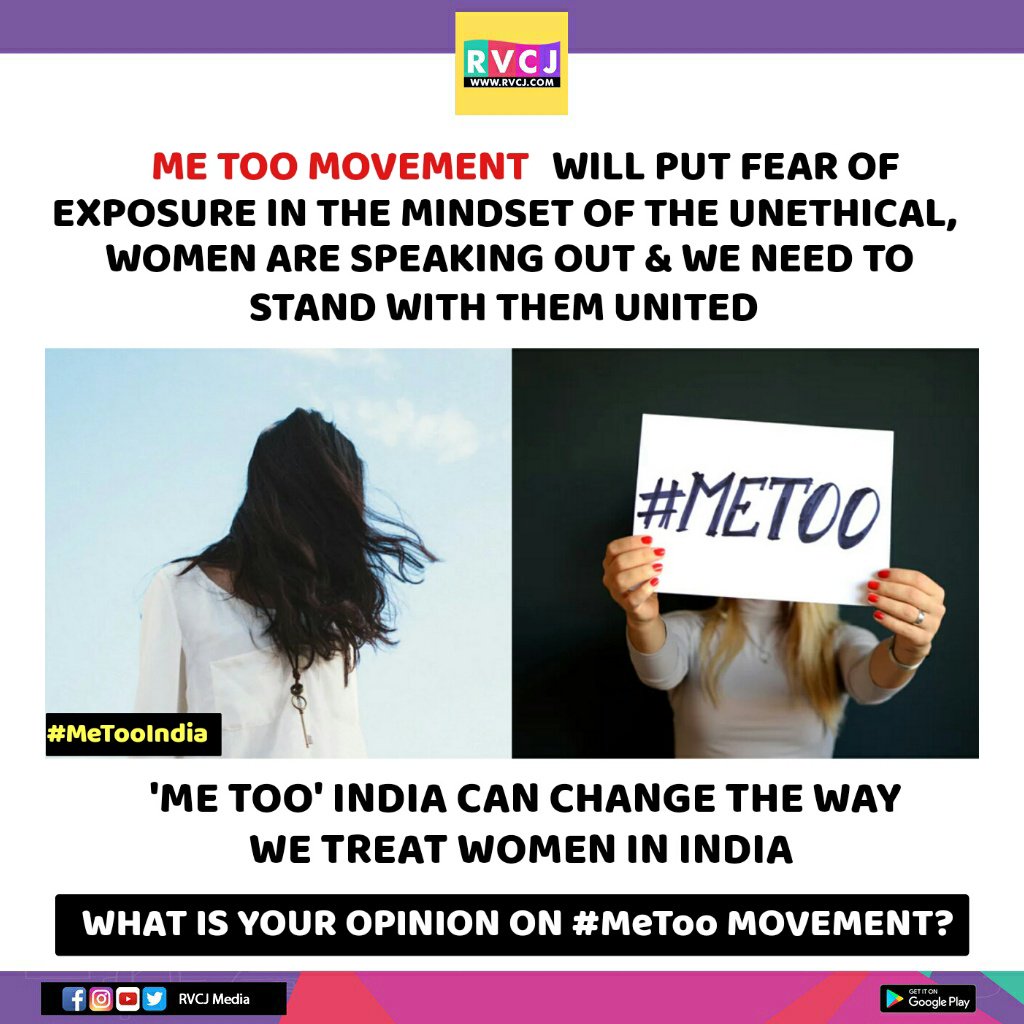 RVCJ
WWW.RVCJ.COM
ME TOO MOVEMENT WILL PUT FEAR OF
EXPOSURE IN THE MINDSET OF THE UNETHICAL,
WOMEN ARE SPEAKING OUT & WE NEED TO
STAND WITH THEM UNITED
#METOO
#MeTooIndia
'ME TOO' INDIA CAN CHANGE THE WAY
WE TREAT WOMEN IN INDIA
WHAT IS YOUR OPINION ON #MeToo MOVEMENT?
RVCJ Media
GET IT ON
Google Play